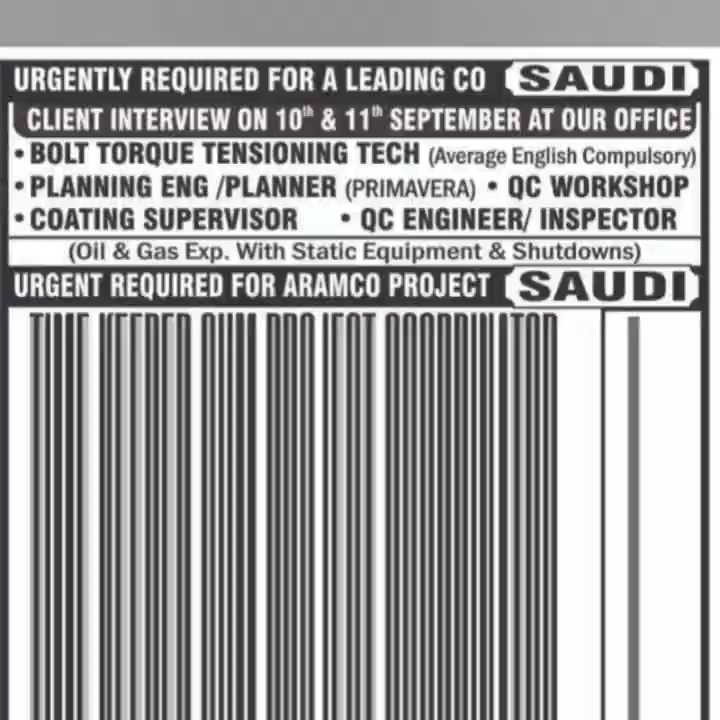 URGENTLY REQUIRED FOR A LEADING CO SAUDI
CLIENT INTERVIEW ON 10th & 11th SEPTEMBER AT OUR OFFICE
• BOLT TORQUE TENSIONING TECH (Average English Compulsory)
• PLANNING ENG /PLANNER (PRIMAVERA) • QC WORKSHOP
• COATING SUPERVISOR • QC ENGINEER/ INSPECTOR
(Oil & Gas Exp. With Static Equipment & Shutdowns)
URGENT REQUIRED FOR ARAMCO PROJECT SAUDI